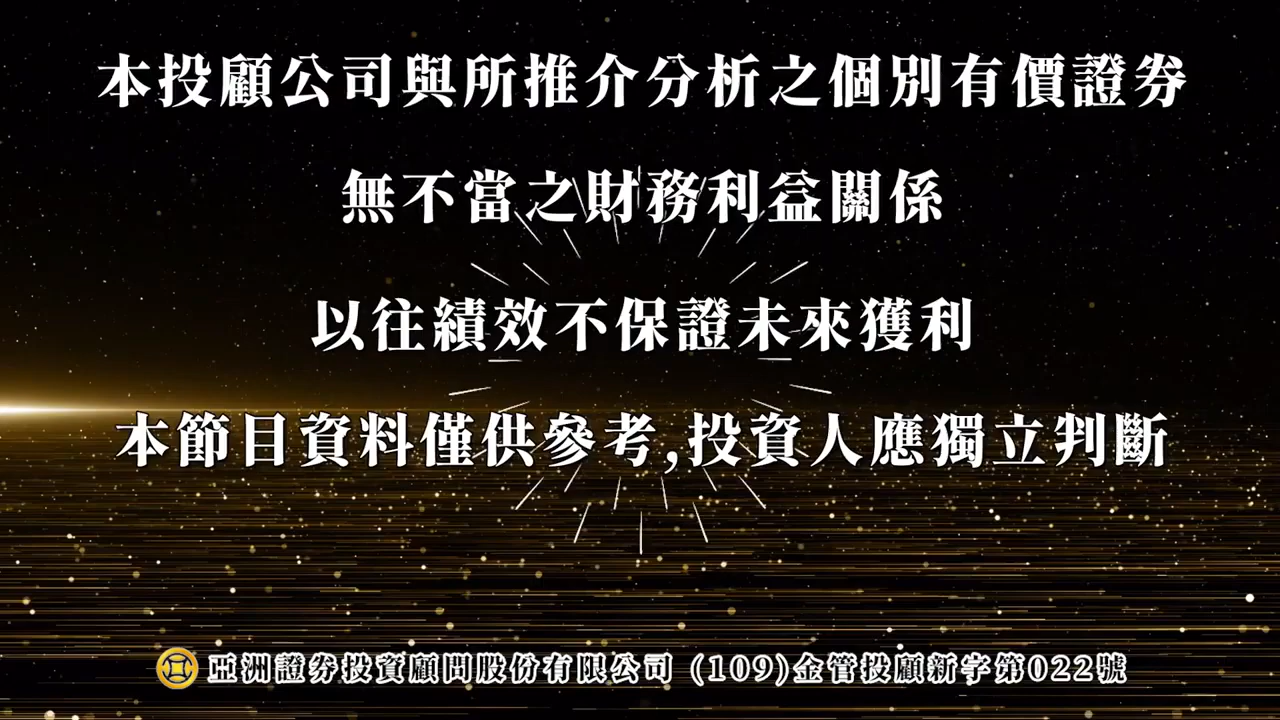 本投顧公司與所推介分析之個別有價證券
無不當之財務利益關係
以往績效不保證未來獲利
本節目資料僅供參考,投資人應獨立判斷
亞洲證券投資顧問股份有限公司 (109)金管投顧新字第022號